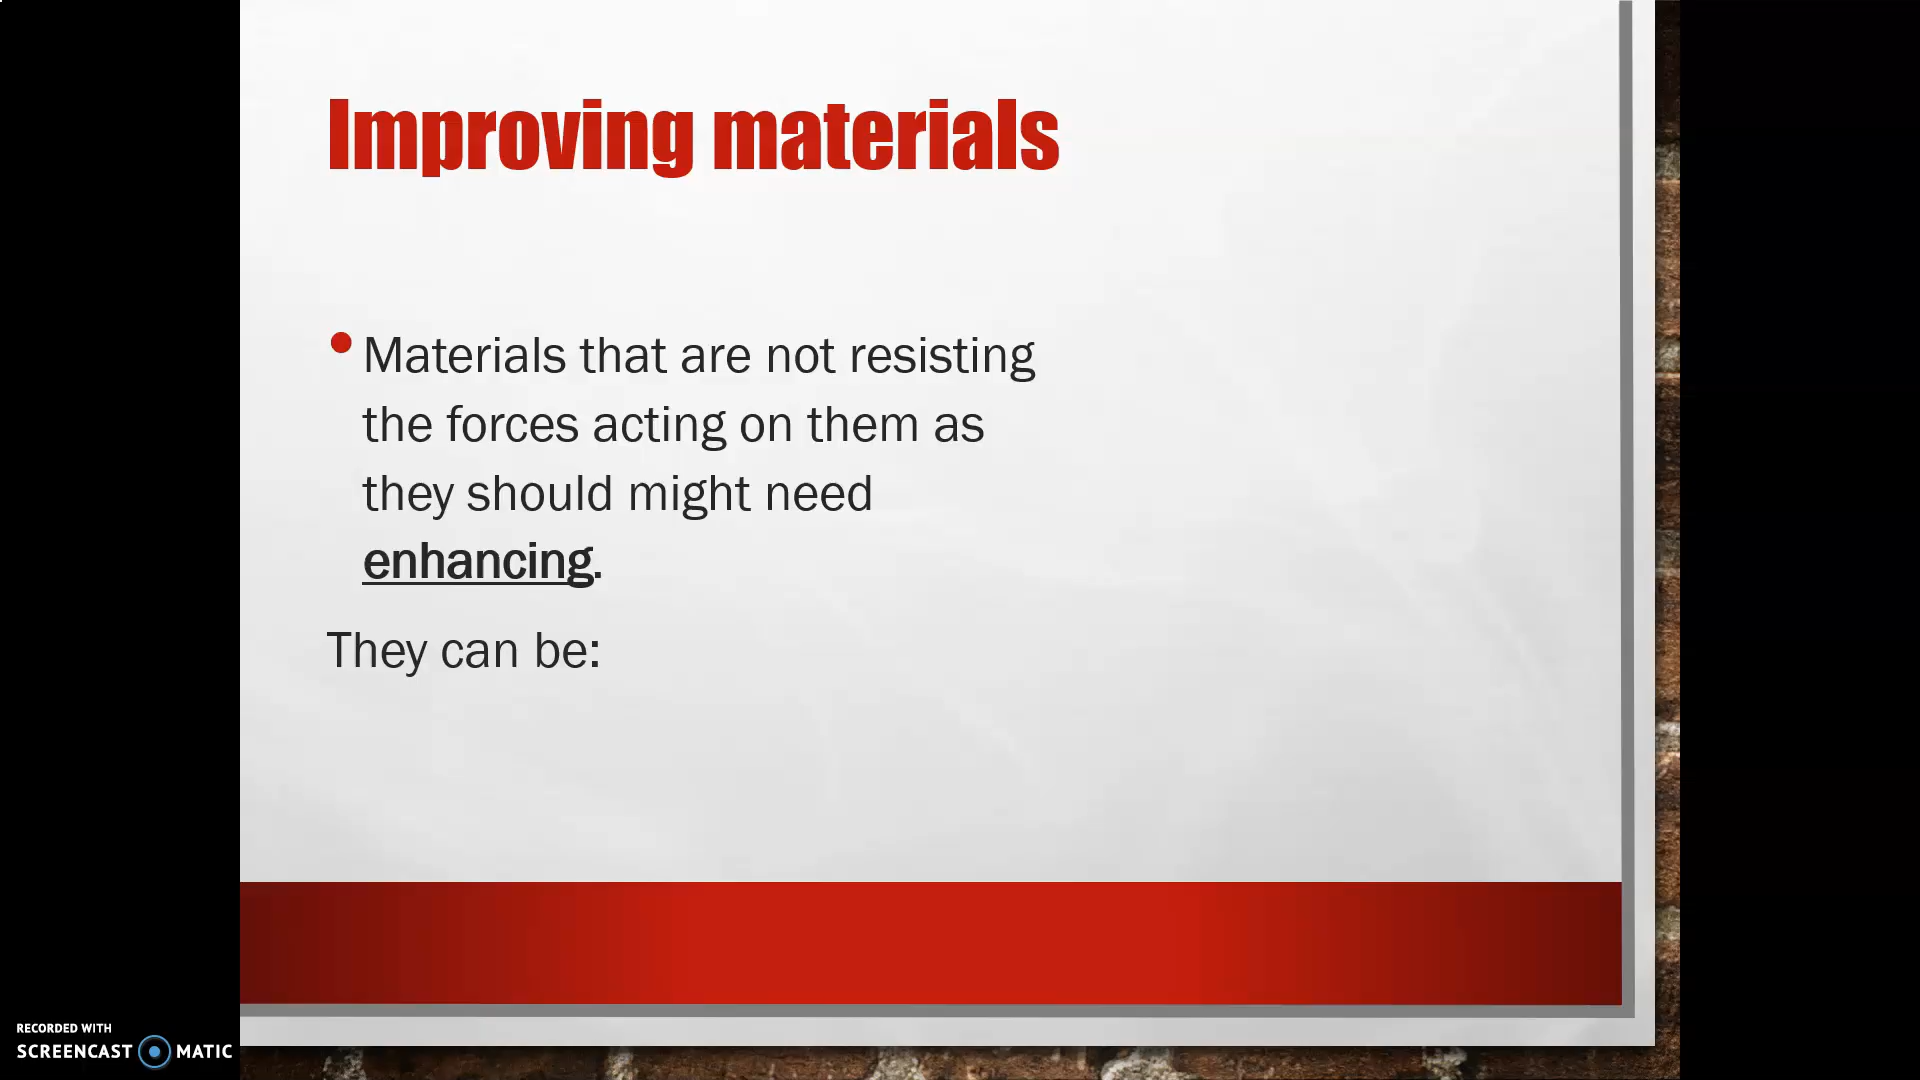 Improving materials
Materials that are not resisting
the forces acting on them as
they should might need
enhancing.
They can be:
RECORDED WITH
SCREENCAST MATIC